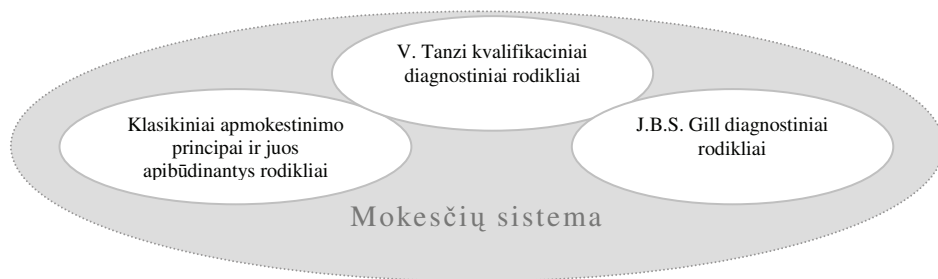 V. Tanzi kvalifikaciniai
diagnostiniai rodikliai
Klasikiniai apmokestinimo
principai ir juos
apibūdinantys rodikliai
J.B.S. Gill diagnostiniai
rodikliai
Mokesčių sistema